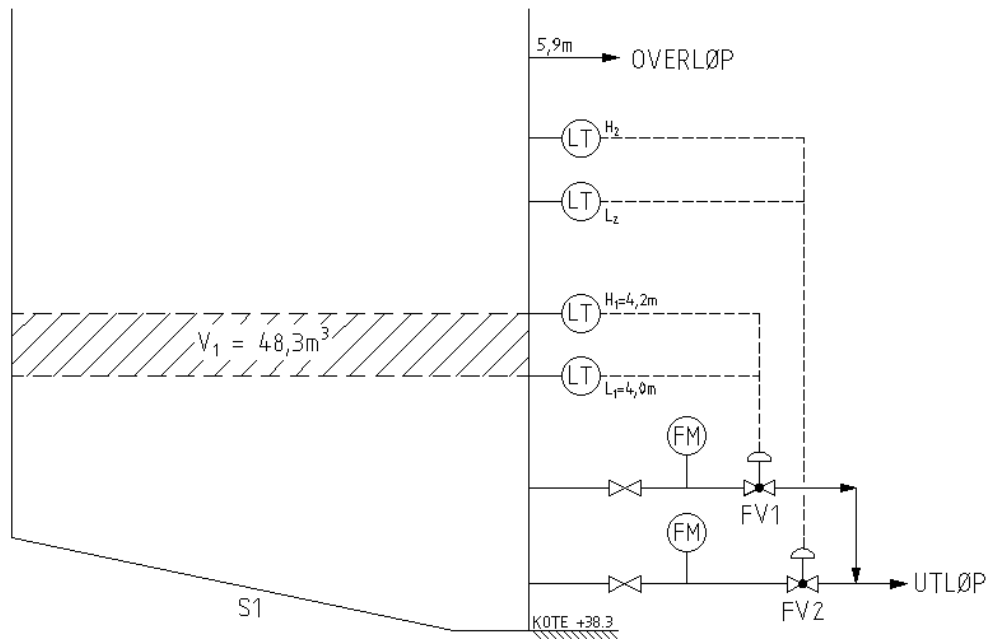 5,9m
OVERLØP
LT
H2
LT
L2
LT
H1=4,2m
V1 = 48,3m³
LT
L1=4,0m
FM
FV1
FM
UTLØP
FV2
S1
KOTE +38.3